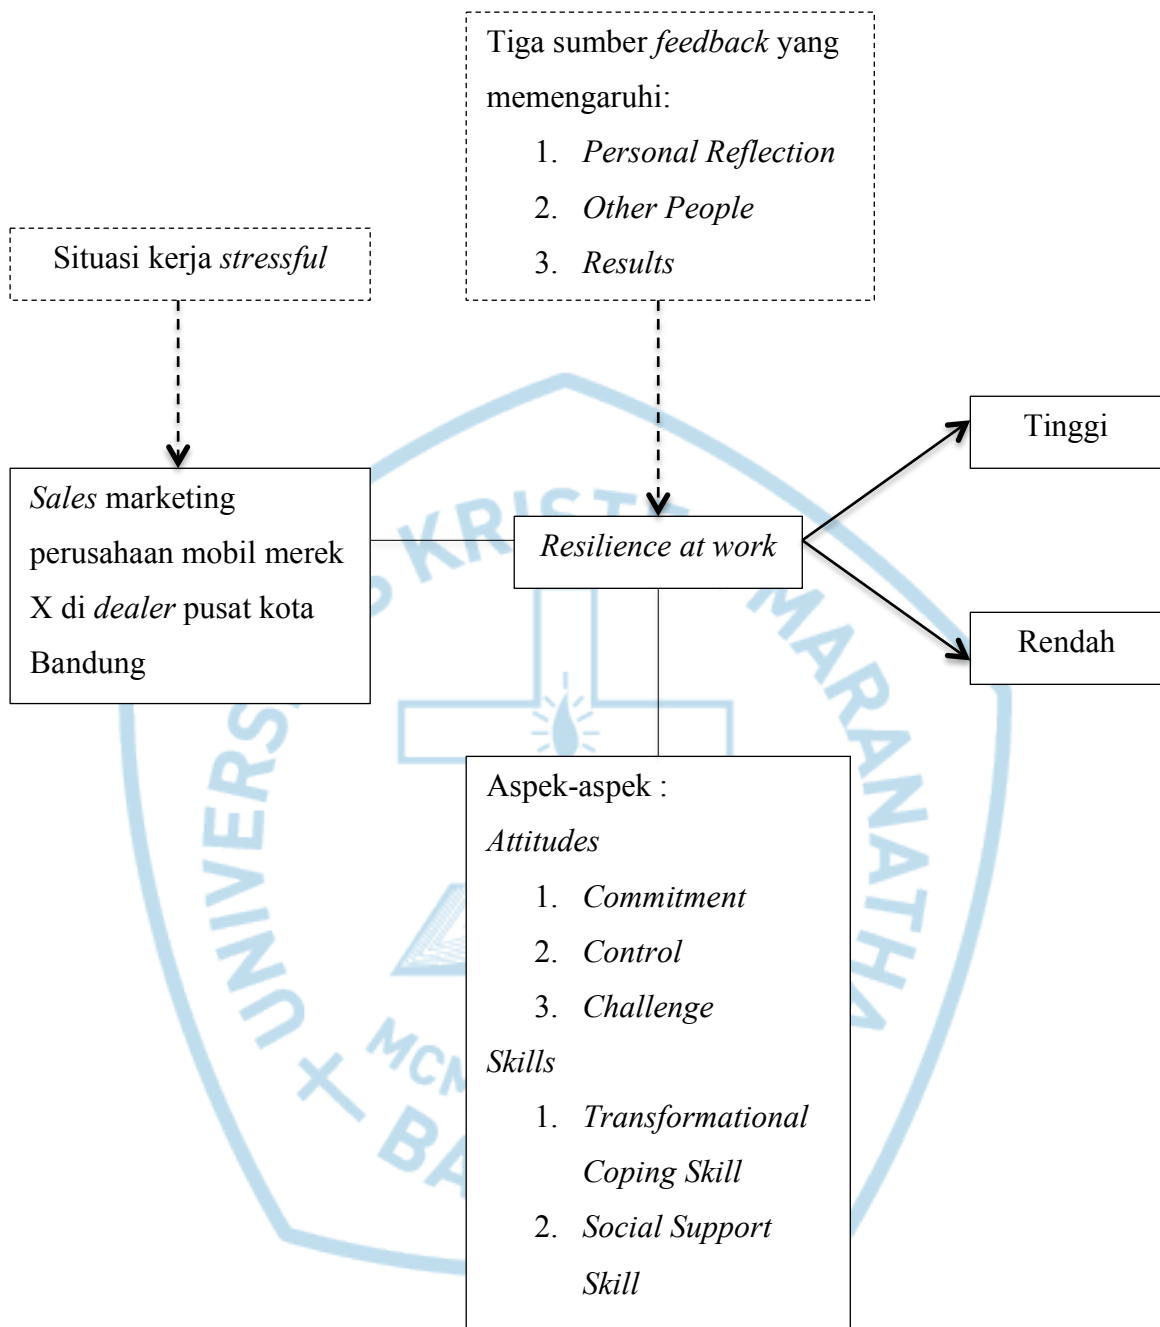 Tiga sumber feedback yang
memengaruhi:
1. Personal Reflection
2. Other People
3. Results
Situasi kerja stressful
Tinggi
Sales marketing
perusahaan mobil merek
X di dealer pusat kota
Bandung
Resilience at work
Rendah
Aspek-aspek :
Attitudes
1. Commitment
2. Control
3. Challenge
Skills
1. Transformational
Coping Skill
2. Social Support
Skill
MARANATHA